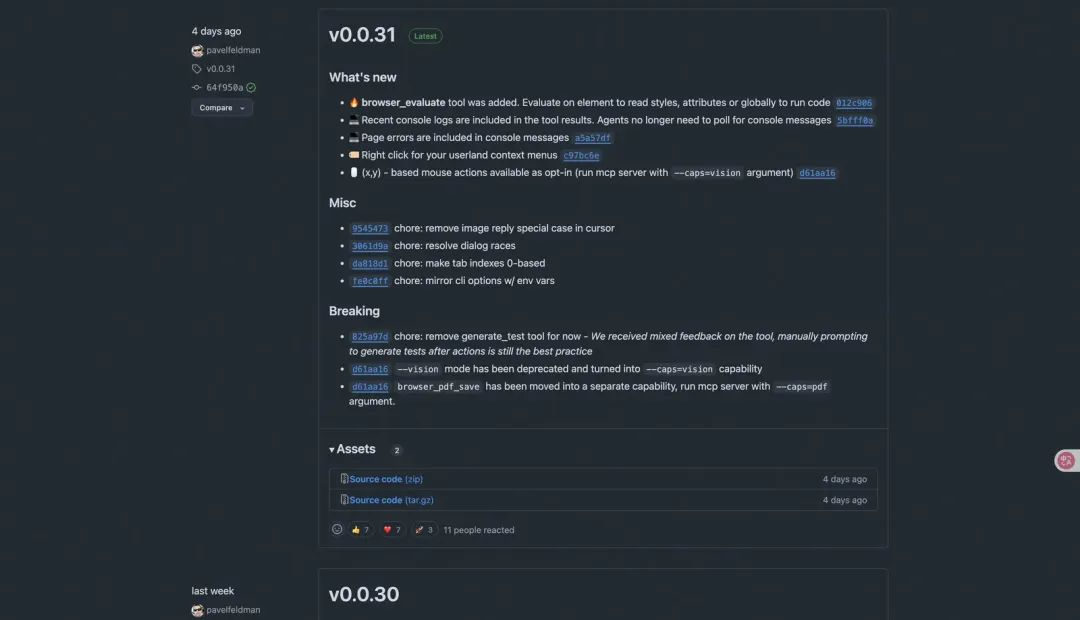 4 days ago
pavelfeldman
v0.0.31
64f950a
Compare
v0.0.31 Latest
What's new
browser_evaluate tool was added. Evaluate on element to read styles, attributes or globally to run code 012c906
Recent console logs are included in the tool results. Agents no longer need to poll for console messages 5bfff0a
Page errors are included in console messages a5a57df
Right click for your userland context menus c97bc6e
(x,y) - based mouse actions available as opt-in (run mcp server with --caps=vision argument) d61aa16
Misc
9545473 chore: remove image reply special case in cursor
3061d9a chore: resolve dialog races
da818d1 chore: make tab indexes 0-based
fe0c0ff chore: mirror cli options w/ env vars
Breaking
825a97d chore: remove generate_test tool for now - We received mixed feedback on the tool, manually prompting
to generate tests after actions is still the best practice
d61aa16 --vision mode has been deprecated and turned into --caps=vision capability
d61aa16 browser_pdf_save has been moved into a separate capability, run mcp server with --caps=pdf
argument.
Assets 2
Source code (zip) 4 days ago
Source code (tar.gz) 4 days ago
7 7 3 11 people reacted
last week
pavelfeldman
v0.0.30